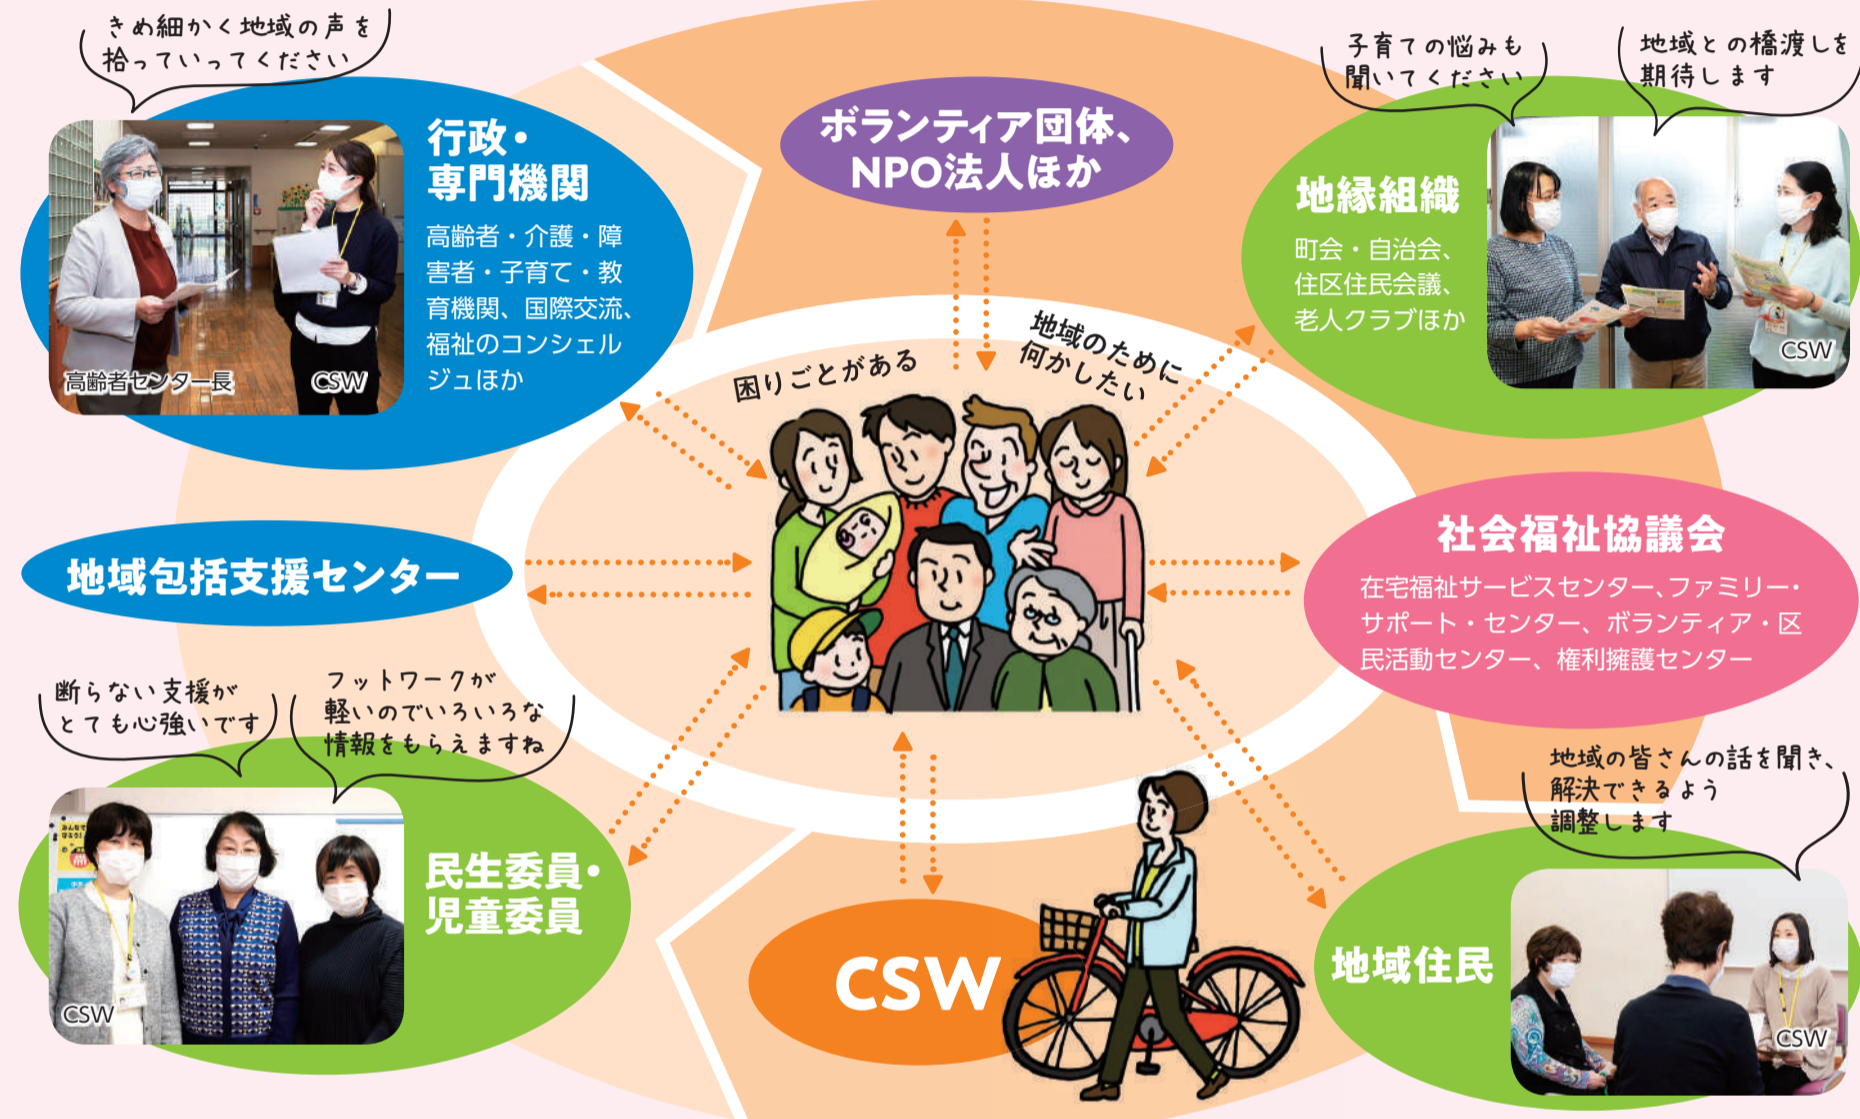 きめ細かく地域の声を
拾っていってください
行政・
専門機関
高齢者・介護・障
害者・子育て・教
育機関、国際交流、
福祉のコンシェル
ジュほか
高齢者センター長
CSW
ボランティア団体、
NPO法人ほか
子育ての悩みも
聞いてください
地域との橋渡しを
期待します
地縁組織
町会・自治会、
住区住民会議、
老人クラブほか
CSW
困りごとがある
地域のために
何かしたい
地域包括支援センター
社会福祉協議会
在宅福祉サービスセンター、ファミリー・
サポート・センター、ボランティア・区
民活動センター、権利擁護センター
断らない支援が
とても心強いです
フットワークが
軽いのでいろいろな
情報をもらえますね
民生委員・
児童委員
CSW
CSW
地域の皆さんの話を聞き、
解決できるよう
調整します
地域住民
CSW